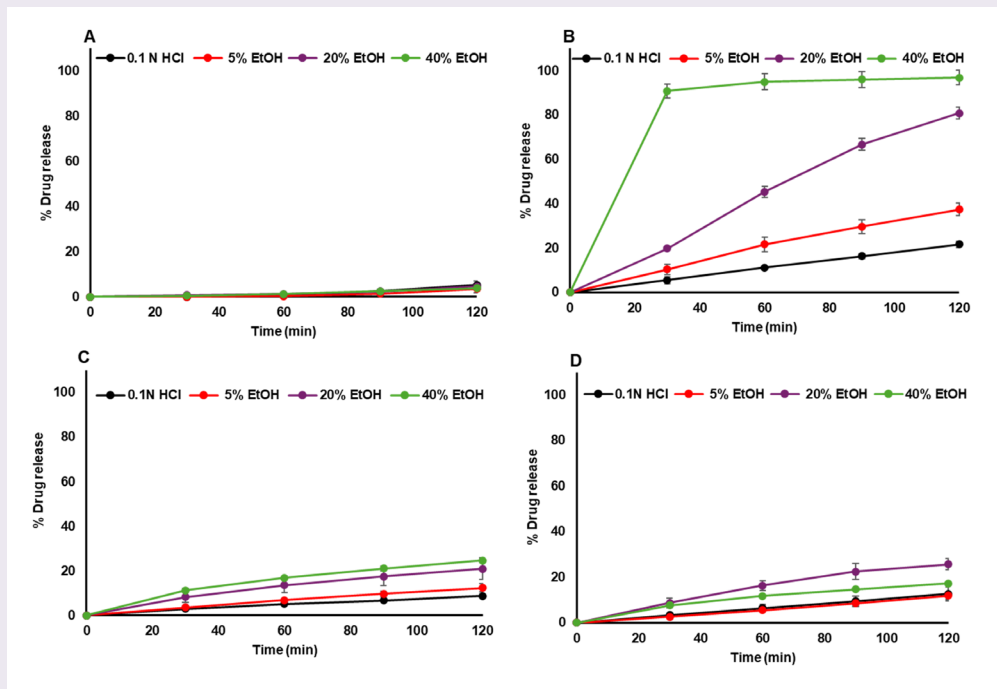 A
0.1 N HCl 5% EtOH 20% EtOH 40% EtOH
100
80
60
40
20
0
% Drug release
0 20 40 60 80 100 120
Time (min)
B
0.1 N HCl 5% EtOH 20% EtOH 40% EtOH
100
80
60
40
20
0
% Drug release
0 20 40 60 80 100 120
Time (min)
C
0.1N HCl 5% EtOH 20% EtOH 40% EtOH
100
80
60
40
20
0
% Drug release
0 20 40 60 80 100 120
Time (min)
D
0.1N HCl 5% EtOH 20% EtOH 40% EtOH
100
80
60
40
20
0
% Drug release
0 20 40 60 80 100 120
Time (min)